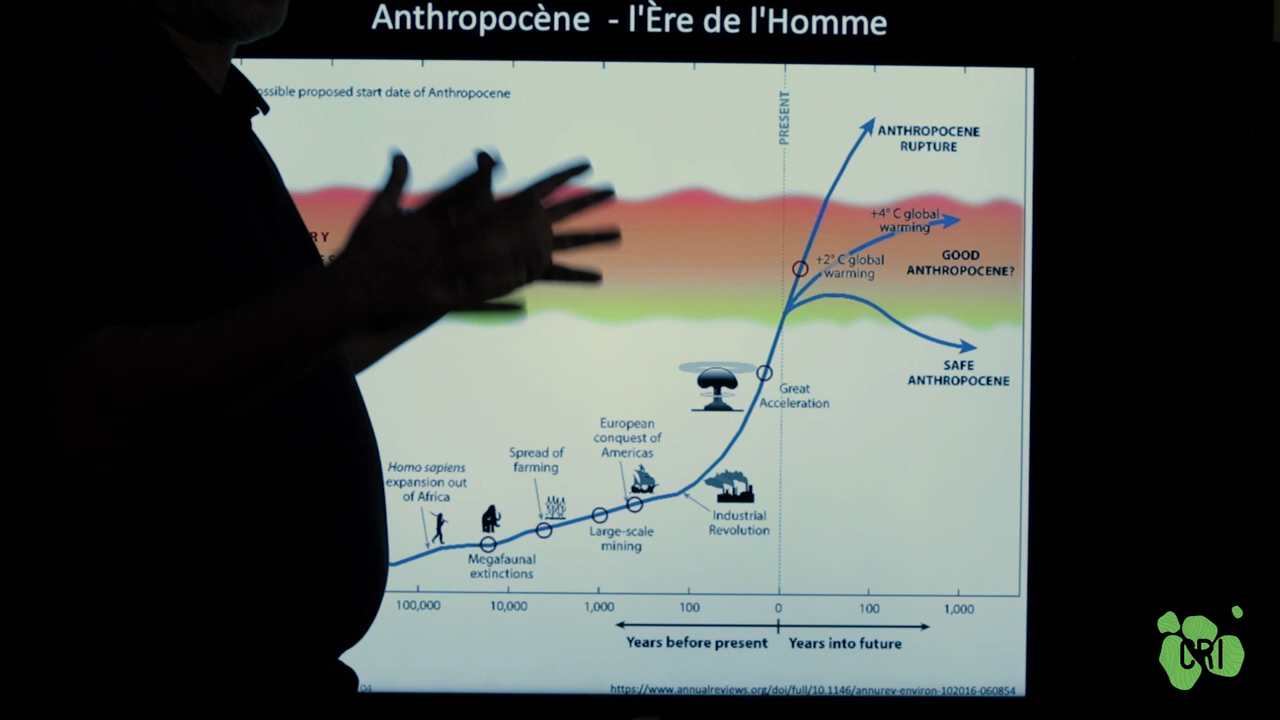 Anthropocène - l'Ère de l'Homme
ossible proposed start date of Anthropocene
PRESENT
ANTHROPOCENE
RUPTURE
+4° C global
warming
RY
+2° C global
warming
GOOD
ANTHROPOCENE?
SAFE
ANTHROPOCENE
Great
Acceleration
European
conquest of
Americas
Spread of
farming
Homo sapiens
expansion out
of Africa
Industrial
Revolution
Large-scale
mining
Megafaunal
extinctions
100,000 10,000 1,000 100 0 100 1,000
Years before present Years into future
04 https://www.annualreviews.org/doi/full/10.1146/annurev-environ-102016-060854
CRI